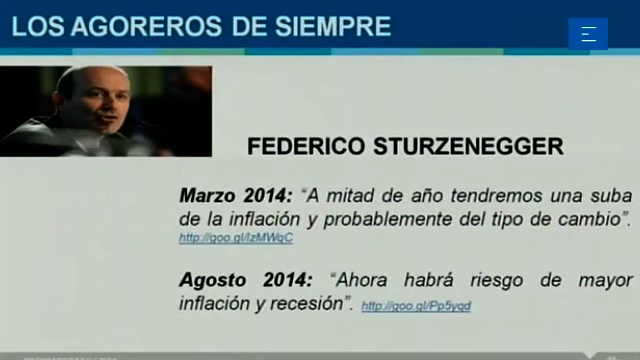 LOS AGOREROS DE SIEMPRE
FEDERICO STURZENEGGER
Marzo 2014: “A mitad de año tendremos una suba
de la inflación y probablemente del tipo de cambio”.
http://goo.gl/IzMWqC
Agosto 2014: “Ahora habrá riesgo de mayor
inflación y recesión”. http://goo.gl/Pp5yqd